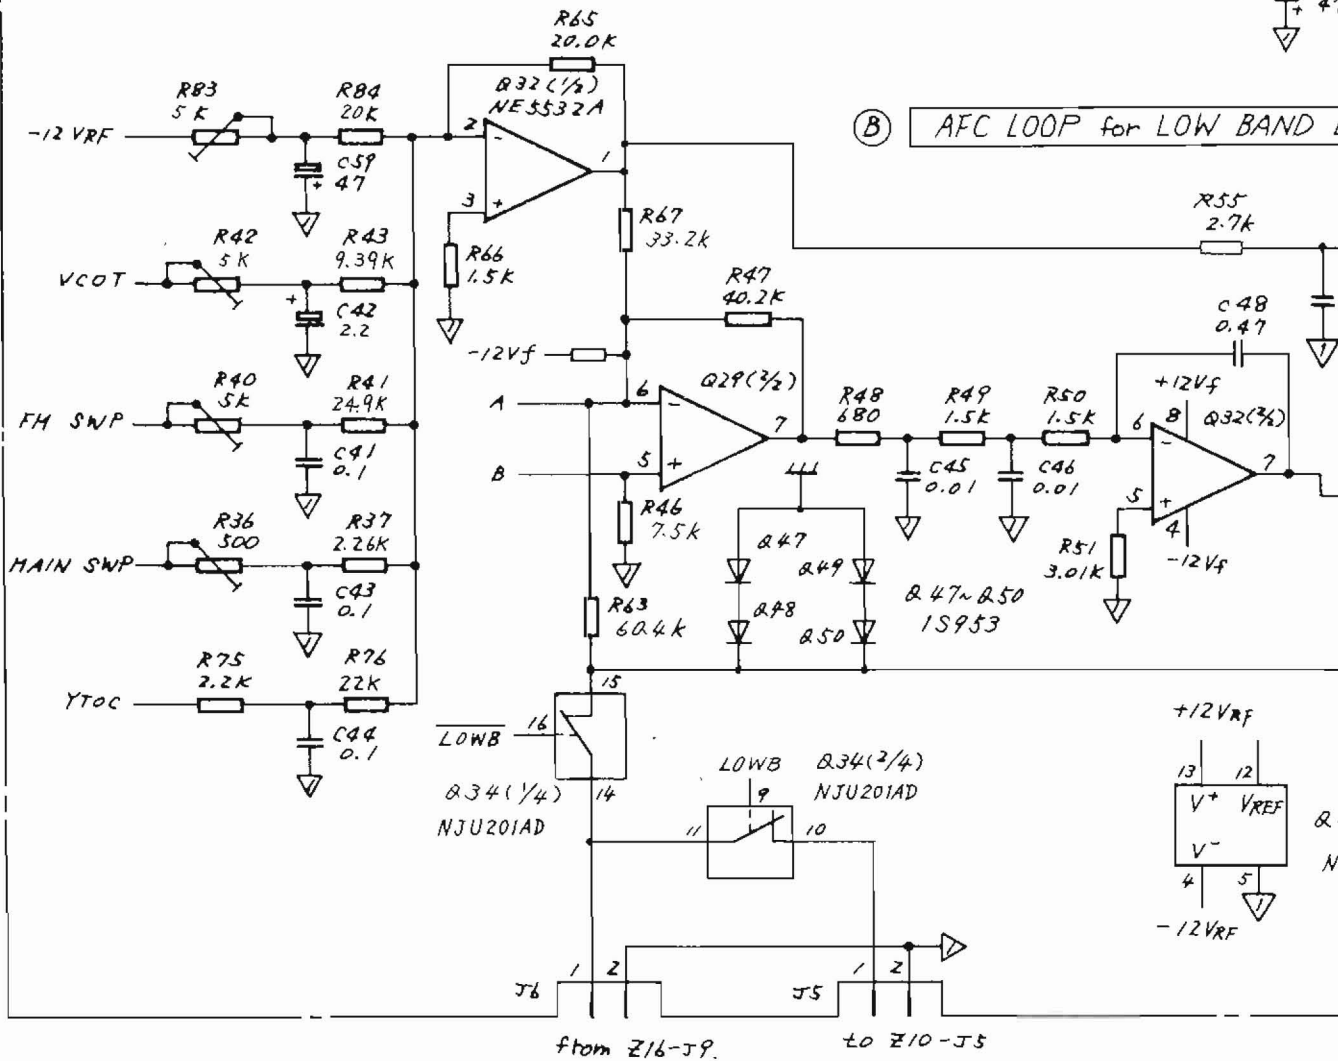 R65
20.0K
Q32(1/2)
NE5532A
R83
5K
R84
20K
-12VRF
2
-
1
3
+
C59
+ 47
(B) AFC LOOP for LOW BAND
R42
5K
R43
9.39K
R66
1.5K
R67
33.2k
R55
2.7k
VCOT
+
C42
2.2
R47
40.2K
C48
0.47
-12Vf
R40
5K
R41
24.9K
FM SWP
C41
0.1
A
6
-
Q29(2/2)
7
B
5
+
R48
680
R49
1.5K
R50
1.5K
+12Vf
8
Q32(2/2)
6
-
7
5
+
4
-12Vf
C45
0.01
C46
0.01
R46
7.5k
R51
3.01K
R36
500
R37
2.26K
MAIN SWP
C43
0.1
Q47
Q49
Q48
Q50
Q47~Q50
1S953
R63
60.4k
R75
2.2K
R76
22K
YTOC
C44
0.1
15
LOWB
16
14
Q34(1/4)
NJU201AD
LOWB
9
Q34(2/4)
NJU201AD
11
10
+12VRF
13
12
V+
VREF
V-
4
5
-12VRF
1
2
J6
1
2
J5
from Z16-J9.
to Z10-J5